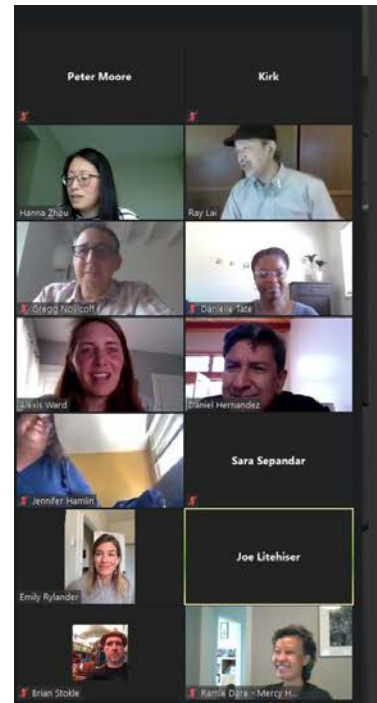 Peter Moore
Kirk
Hanna Zhou
Ray Lai
Gregg Novicoff
Danielle Tate
Alexis Ward
Daniel Hernandez
Jennifer Hamlin
Sara Sepandar
Emily Rylander
Joe Litehiser
Brian Stokle
Ramie Dare - Mercy H...